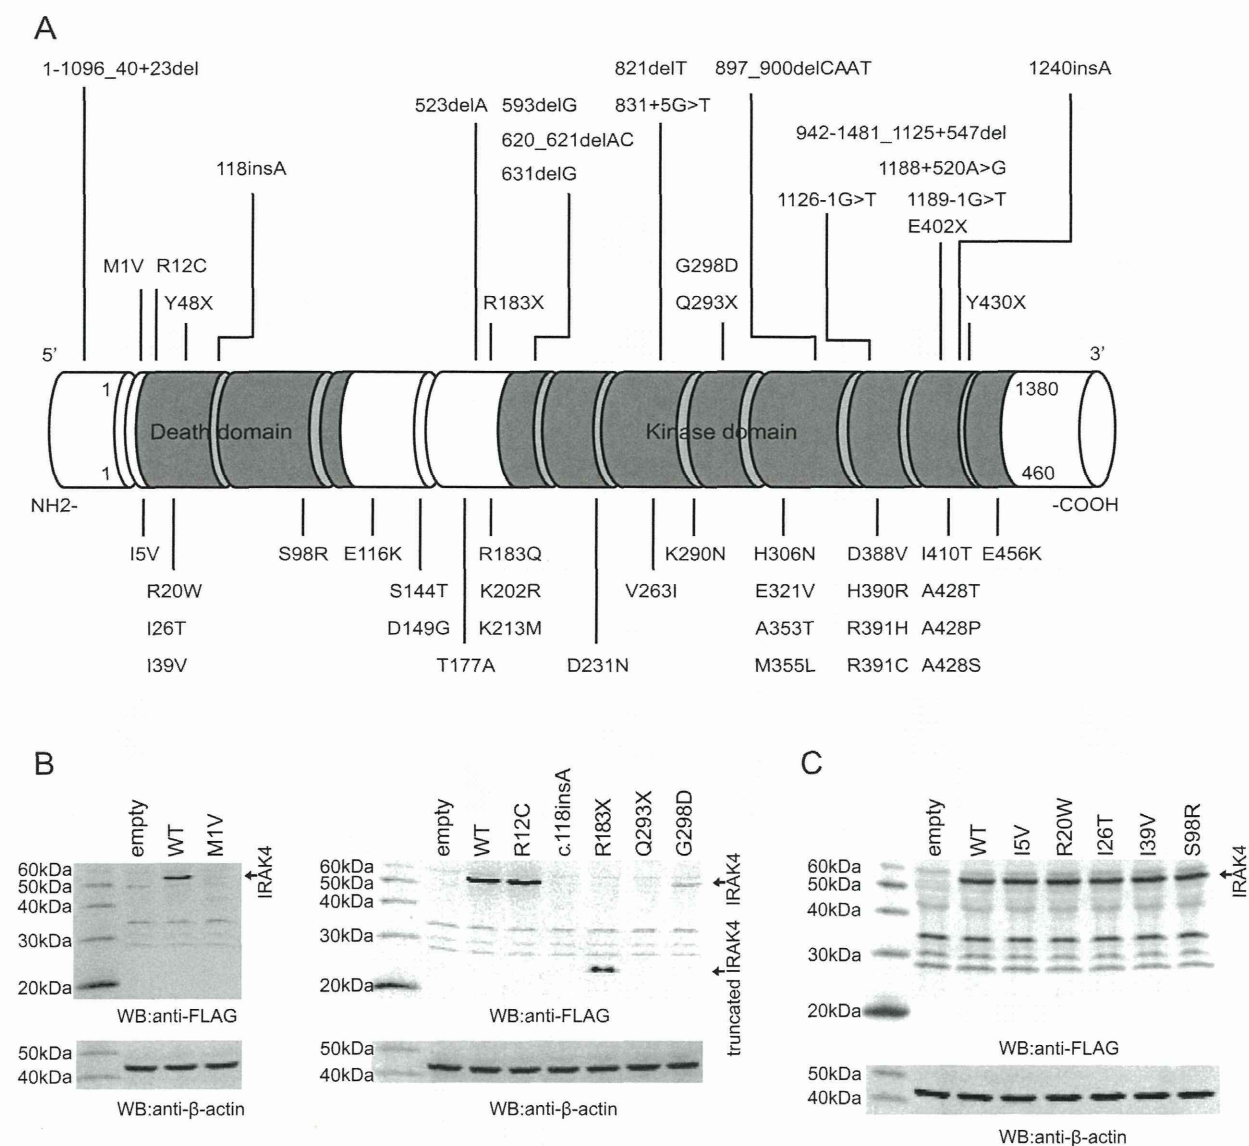 A
1-1096_40+23del
821delT 897_900delCAAT 1240insA
523delA 593delG 831+5G>T
620_621delAC 942-1481_1125+547del
118insA 631delG 1188+520A>G
1126-1G>T 1189-1G>T
E402X
M1V R12C G298D
Y48X R183X Q293X Y430X
5’ 3’
1 1380
Death domain Kinase domain
1 460
NH2- -COOH
I5V S98R E116K R183Q K290N H306N D388V I410T E456K
R20W S144T K202R V263I E321V H390R A428T
I26T D149G K213M A353T R391H A428P
I39V T177A D231N M355L R391C A428S
B
empty WT M1V
60kDa
50kDa
40kDa
30kDa
20kDa
IRAK4
WB:anti-FLAG
50kDa
40kDa
WB:anti-β-actin
empty WT R12C c.118insA R183X Q293X G298D
60kDa
50kDa
40kDa
30kDa
20kDa
IRAK4
truncated IRAK4
WB:anti-FLAG
50kDa
40kDa
WB:anti-β-actin
C
empty WT I5V R20W I26T I39V S98R
60kDa
50kDa
40kDa
30kDa
20kDa
IRAK4
WB:anti-FLAG
50kDa
40kDa
WB:anti-β-actin